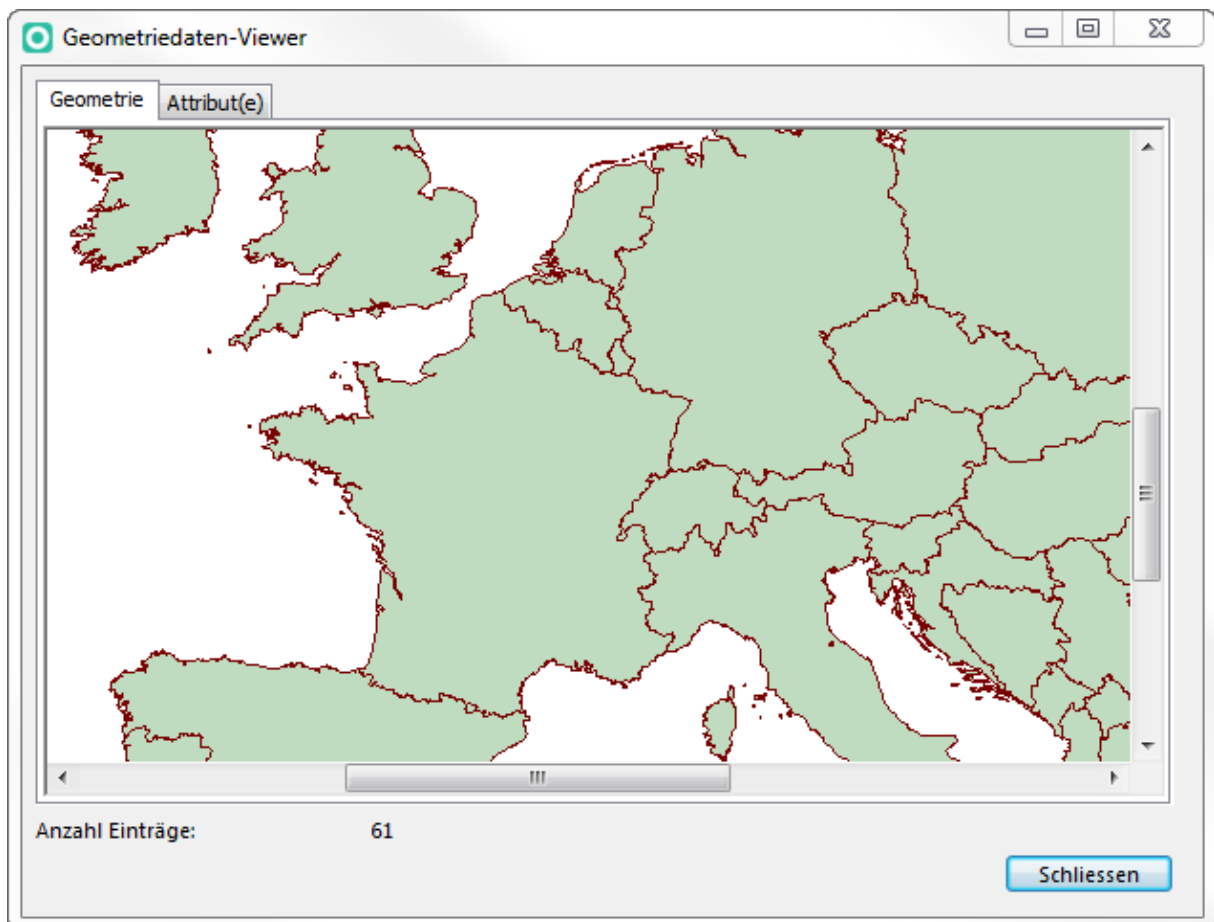 Geometriedaten-Viewer
Geometrie Attribut(e)
Anzahl Einträge: 61
Schliessen